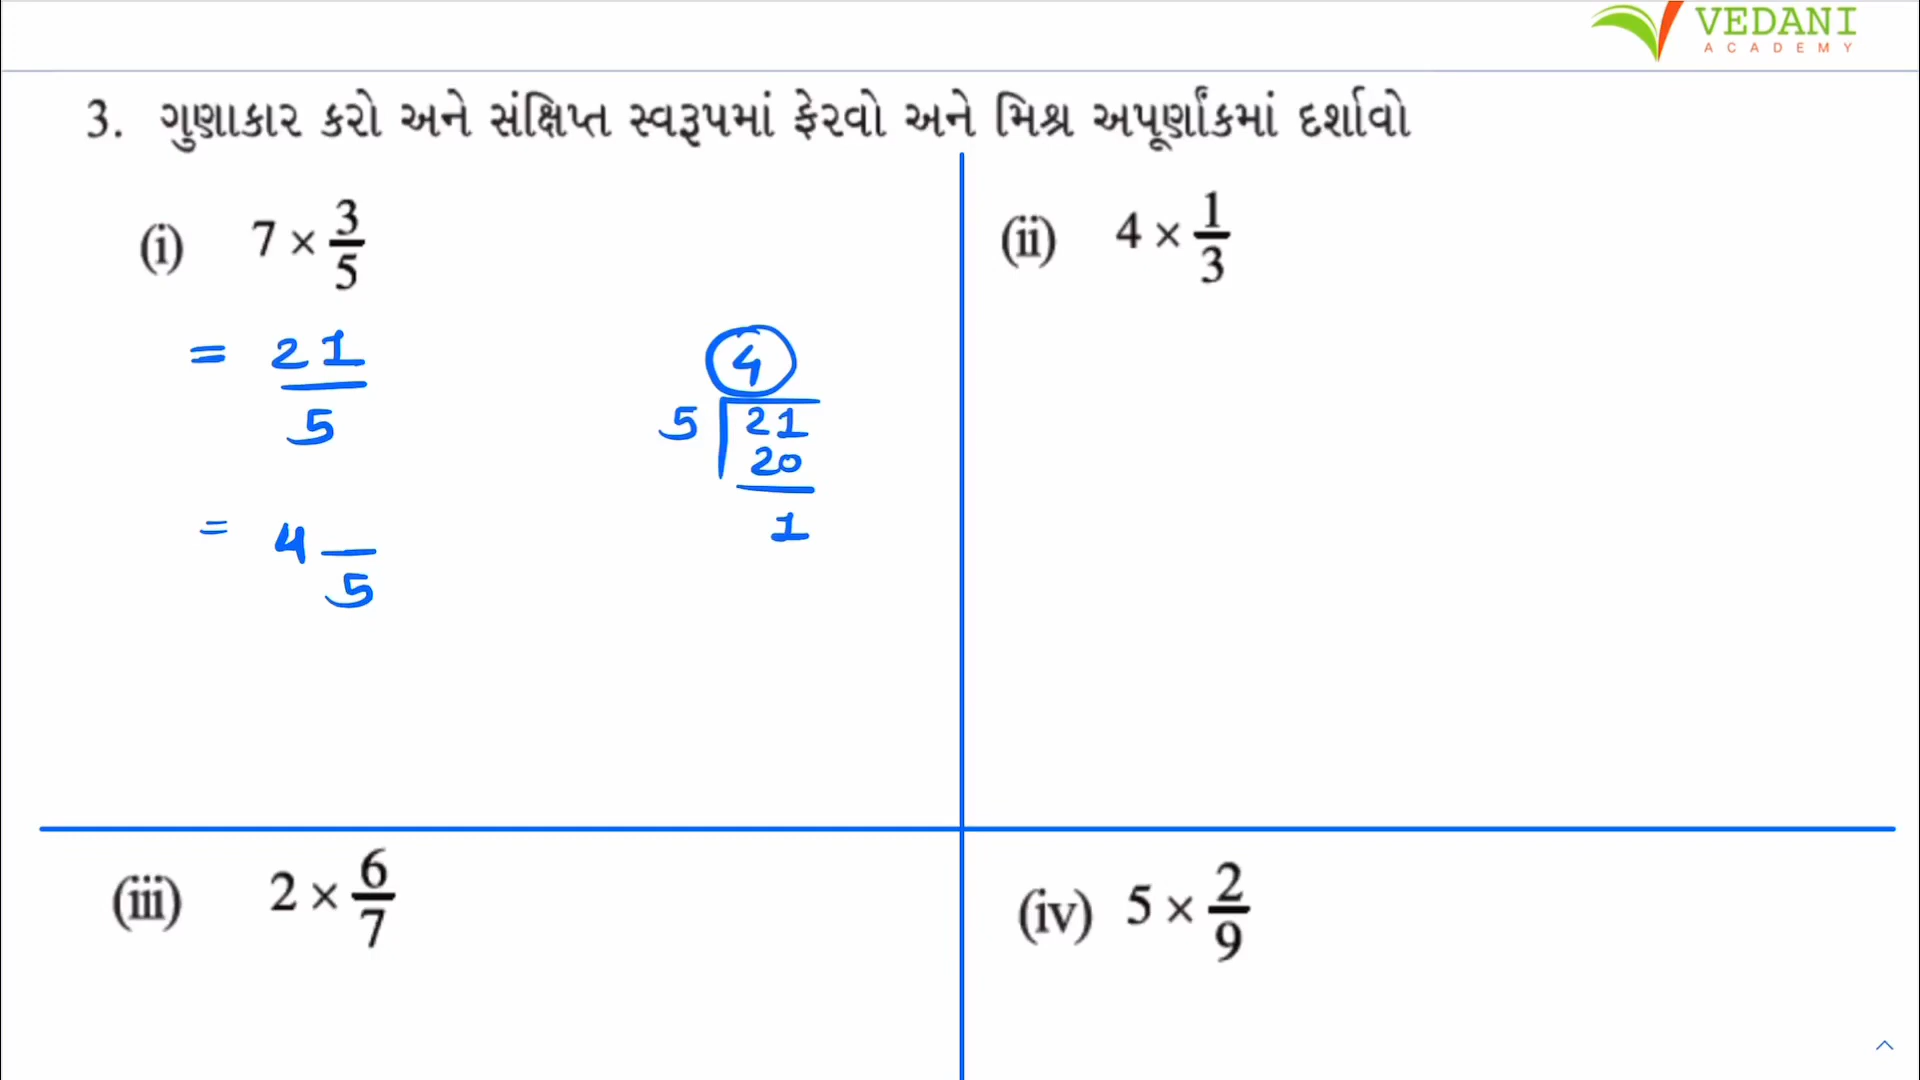 VEDANI
ACADEMY
3. ગુણાકાર કરો અને સંક્ષિપ્ત સ્વરૂપમાં ફેરવો અને મિશ્ર અપૂર્ણાંકમાં દર્શાવો
(i) 7 × 3/5
= 21/5
= 4 /5
4
5 21
20
1
(ii) 4 × 1/3
(iii) 2 × 6/7
(iv) 5 × 2/9